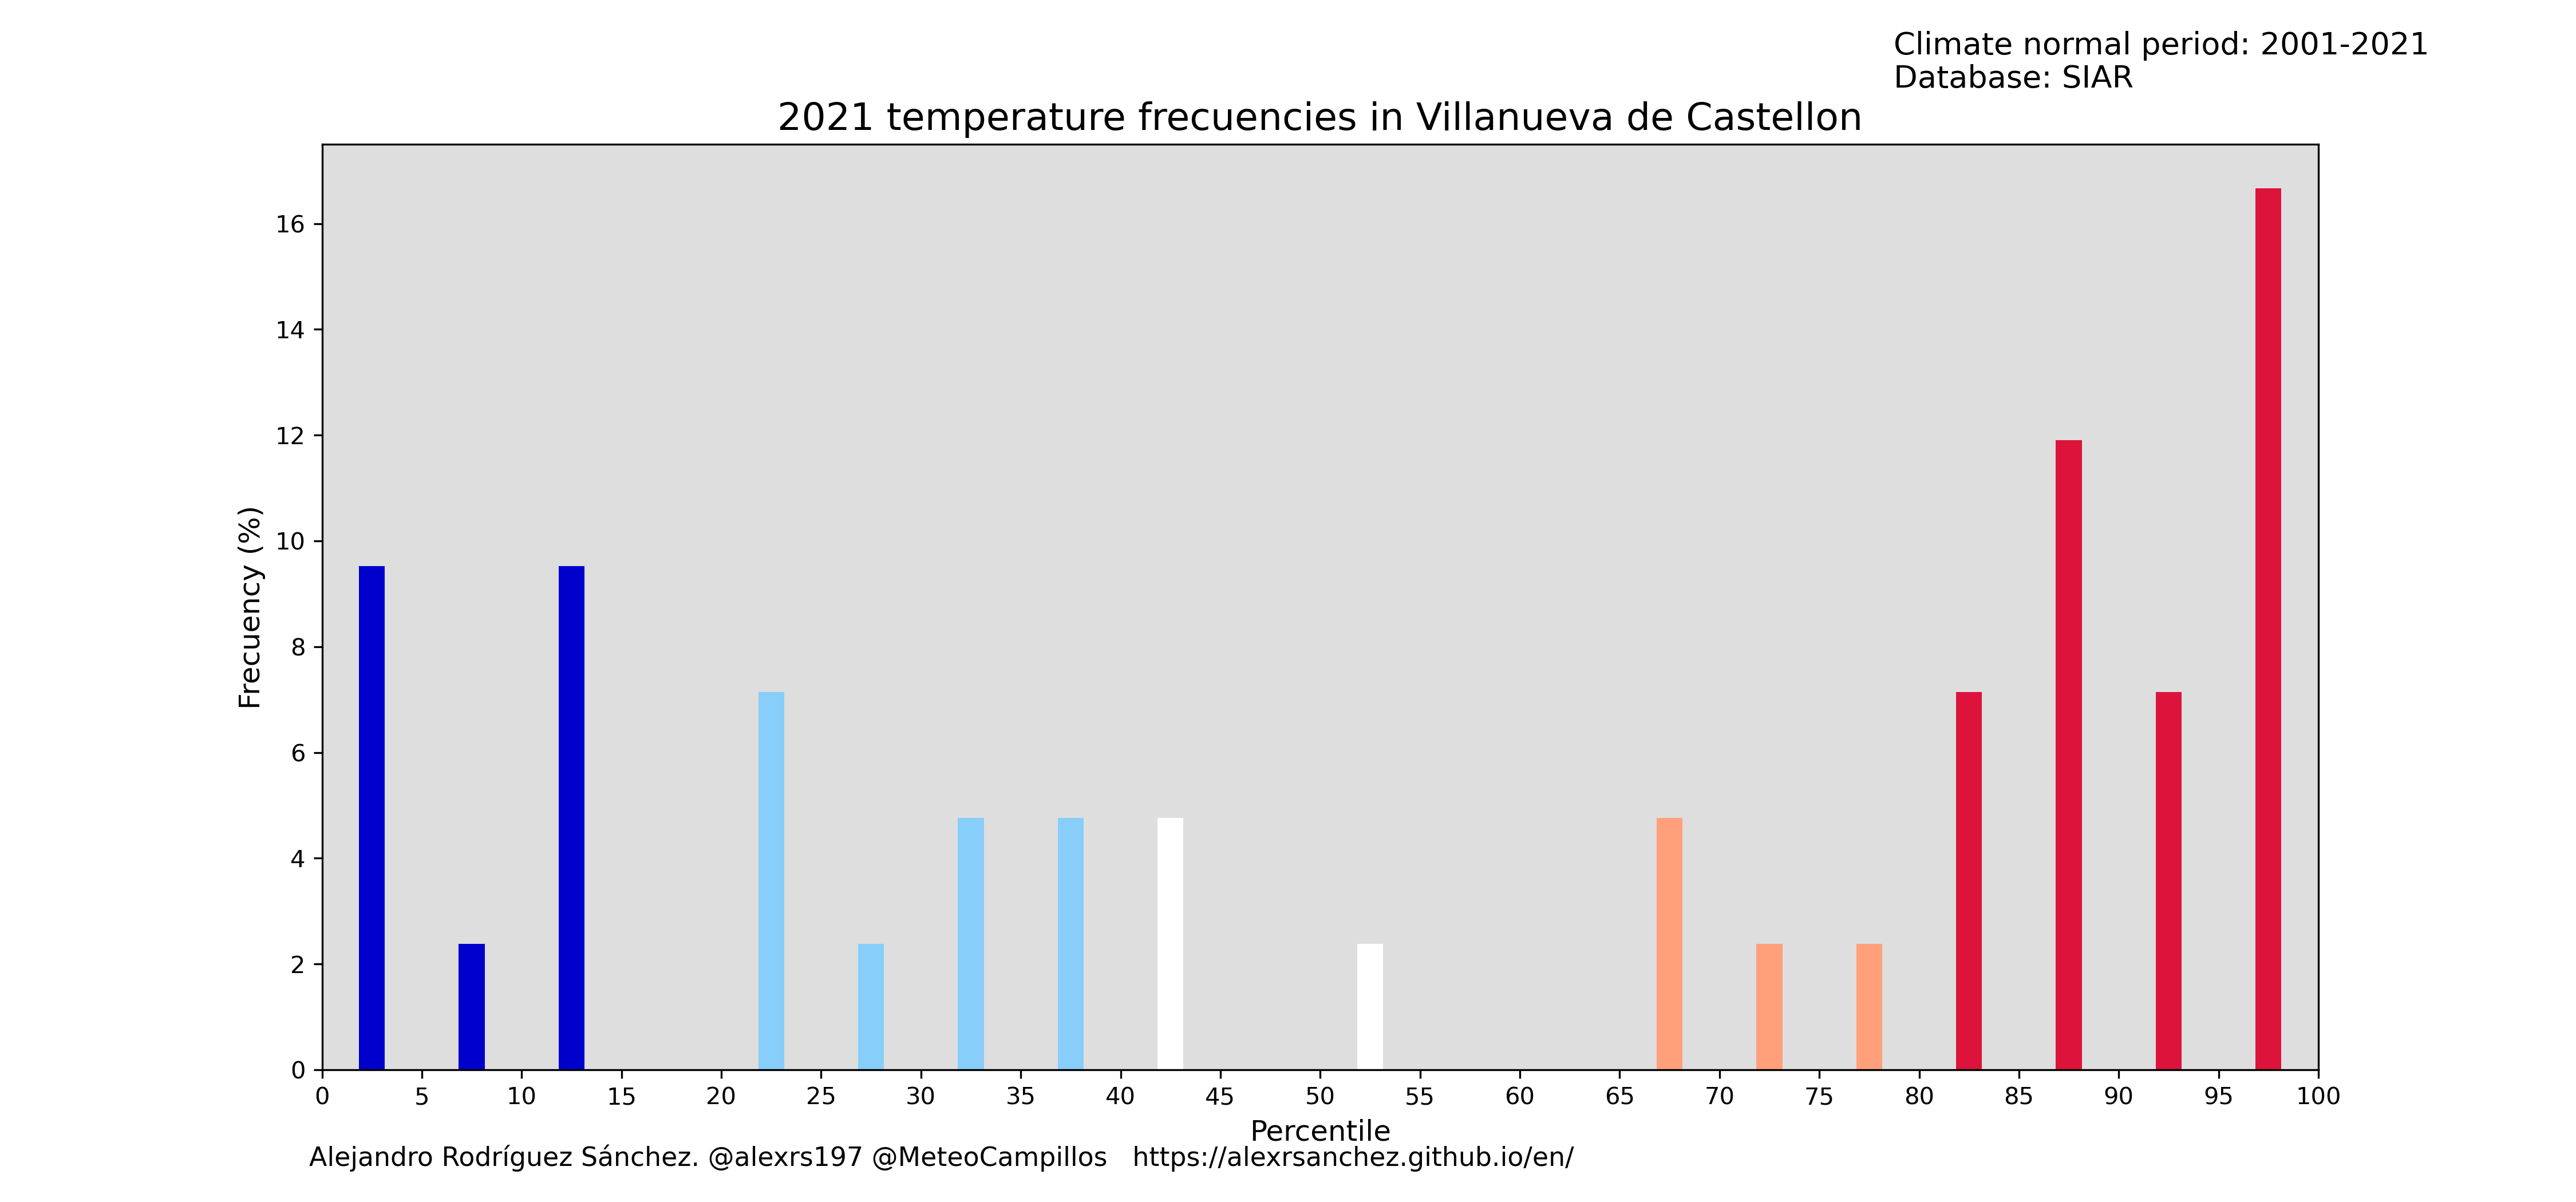 Climate normal period: 2001-2021
Database: SIAR
2021 temperature frecuencies in Villanueva de Castellon
Frecuency (%)
16
14
12
10
8
6
4
2
0
0 5 10 15 20 25 30 35 40 45 50 55 60 65 70 75 80 85 90 95 100
Percentile
Alejandro Rodríguez Sánchez. @alexrs197 @MeteoCampillos https://alexrsanchez.github.io/en/